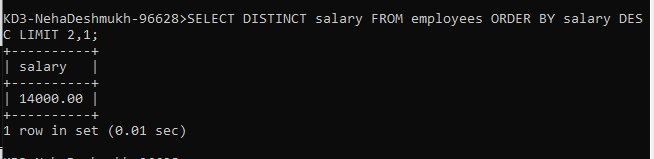 KD3-NehaDeshmukh-96628>SELECT DISTINCT salary FROM employees ORDER BY salary DES
C LIMIT 2,1;
+----------+
| salary   |
+----------+
| 14000.00 |
+----------+
1 row in set (0.01 sec)